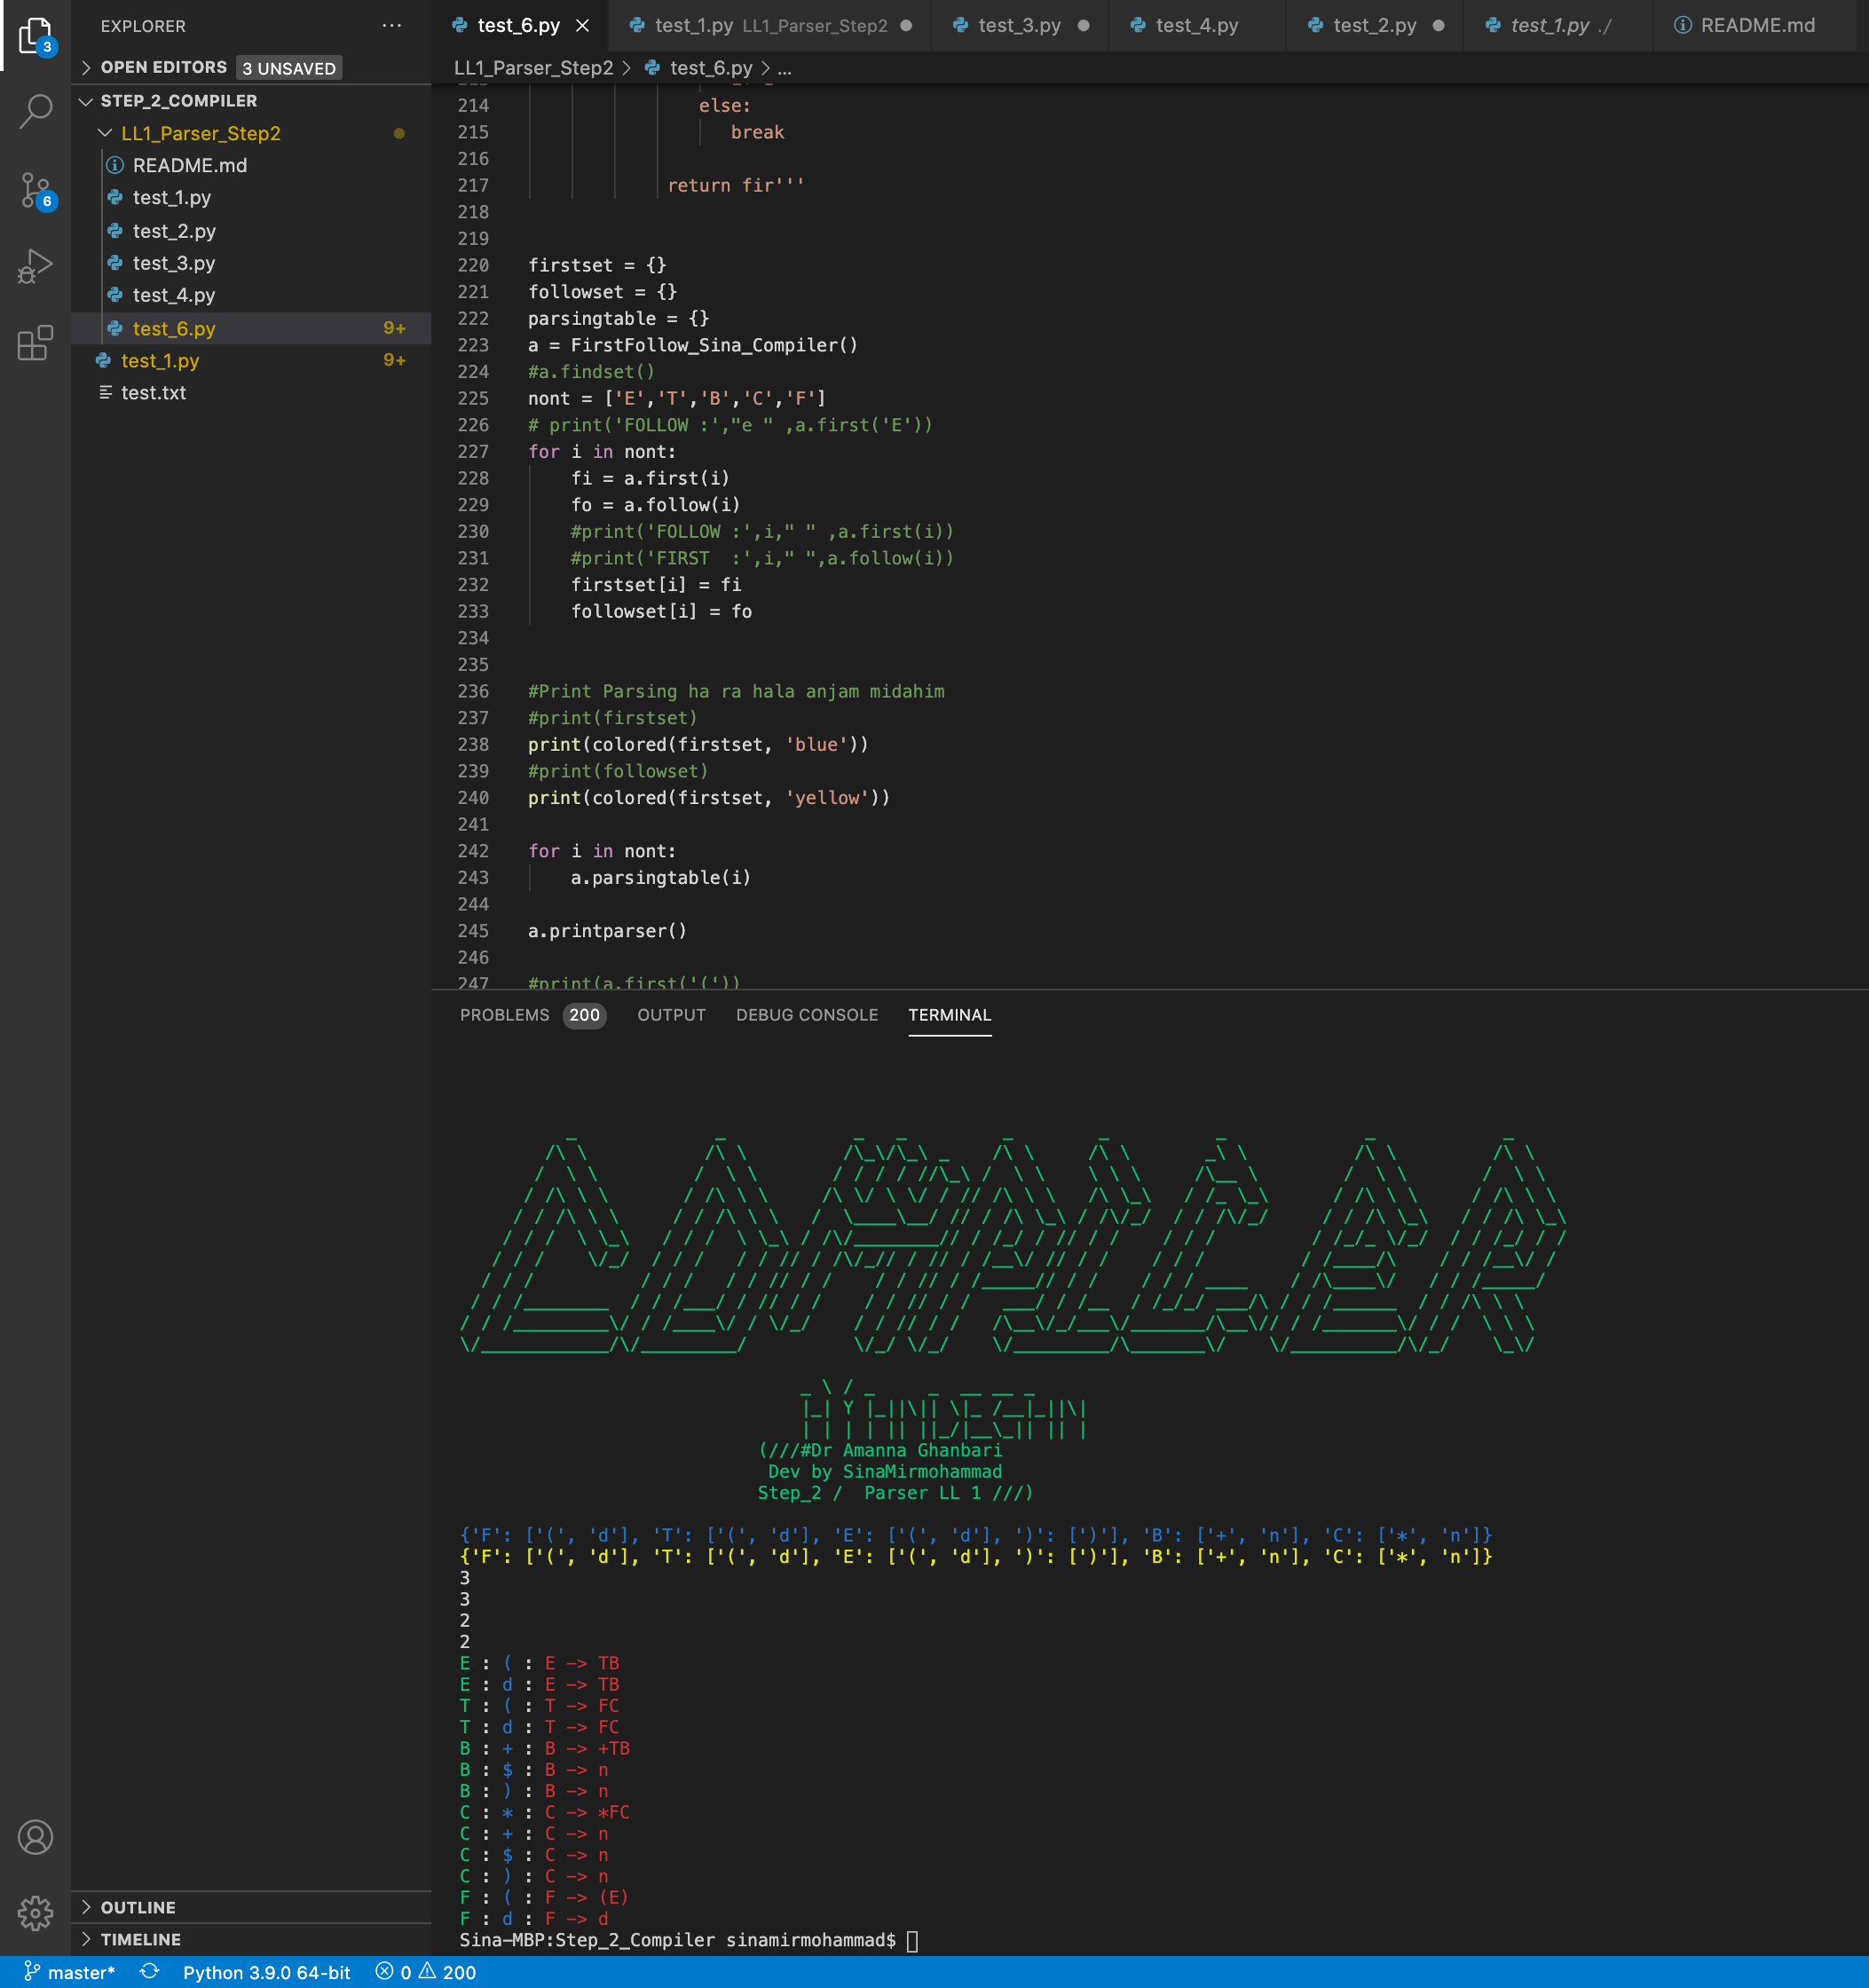 EXPLORER ...
OPEN EDITORS 3 UNSAVED
STEP_2_COMPILER
LL1_Parser_Step2
README.md
test_1.py
test_2.py
test_3.py
test_4.py
test_6.py 9+
test_1.py 9+
test.txt
OUTLINE
TIMELINE
3
6
test_6.py test_1.py LL1_Parser_Step2 test_3.py test_4.py test_2.py test_1.py ./ README.md
LL1_Parser_Step2 > test_6.py > ...
214 else:
215 break
216
217 return fir'''
218
219
220 firstset = {}
221 followset = {}
222 parsingtable = {}
223 a = FirstFollow_Sina_Compiler()
224 #a.findset()
225 nont = ['E','T','B','C','F']
226 # print('FOLLOW :',"e " ,a.first('E'))
227 for i in nont:
228 fi = a.first(i)
229 fo = a.follow(i)
230 #print('FOLLOW :',i," " ,a.first(i))
231 #print('FIRST  :',i," ",a.follow(i))
232 firstset[i] = fi
233 followset[i] = fo
234
235
236 #Print Parsing ha ra hala anjam midahim
237 #print(firstset)
238 print(colored(firstset, 'blue'))
239 #print(followset)
240 print(colored(firstset, 'yellow'))
241
242 for i in nont:
243 a.parsingtable(i)
244
245 a.printparser()
246
247 #print(a.first('('))
PROBLEMS 200 OUTPUT DEBUG CONSOLE TERMINAL
COMPILER
(///#Dr Amanna Ghanbari
Dev by SinaMirmohammad
Step_2 /  Parser LL 1 ///)
{'F': ['(', 'd'], 'T': ['(', 'd'], 'E': ['(', 'd'], ')': [')'], 'B': ['+', 'n'], 'C': ['*', 'n']}
{'F': ['(', 'd'], 'T': ['(', 'd'], 'E': ['(', 'd'], ')': [')'], 'B': ['+', 'n'], 'C': ['*', 'n']}
3
3
2
2
E : ( : E -> TB
E : d : E -> TB
T : ( : T -> FC
T : d : T -> FC
B : + : B -> +TB
B : $ : B -> n
B : ) : B -> n
C : * : C -> *FC
C : + : C -> n
C : $ : C -> n
C : ) : C -> n
F : ( : F -> (E)
F : d : F -> d
Sina-MBP:Step_2_Compiler sinamirmohammad$
master* Python 3.9.0 64-bit 0 200